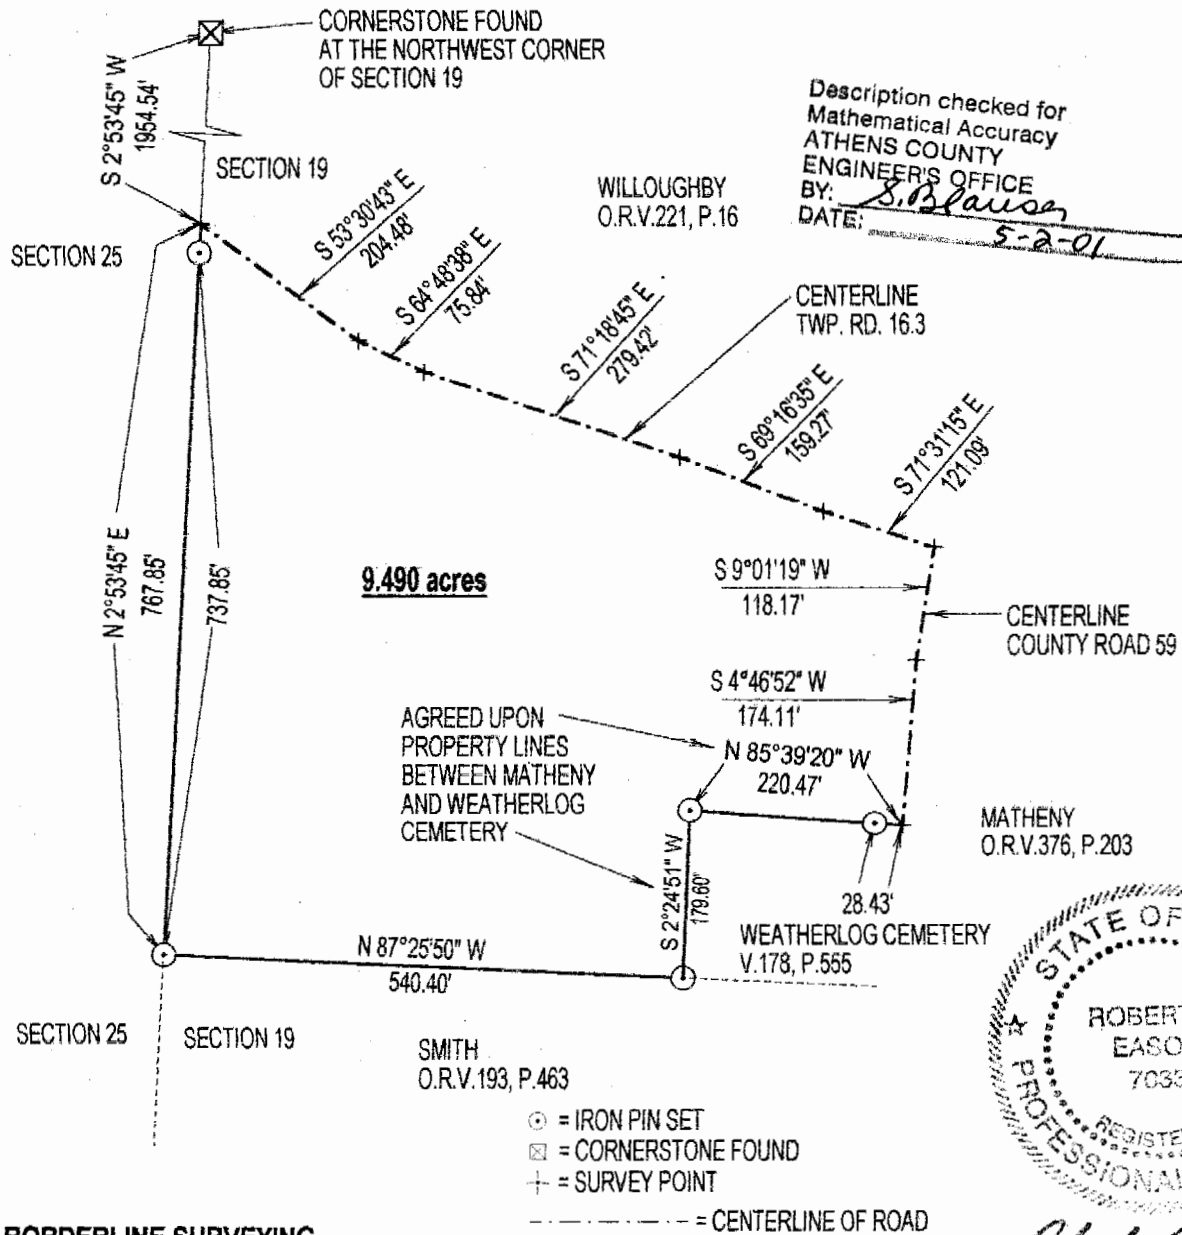 CORNERSTONE FOUND
AT THE NORTHWEST CORNER
OF SECTION 19
S 2°53'45" W
1954.54'
SECTION 19
Description checked for
Mathematical Accuracy
ATHENS COUNTY
ENGINEER'S OFFICE
BY:
DATE: 5-2-01
WILLOUGHBY
O.R.V.221, P.16
SECTION 25
S 53°30'43" E
204.48'
S 64°48'38" E
75.84'
S 71°18'45" E
279.42'
CENTERLINE
TWP. RD. 16.3
S 69°16'35" E
159.27'
S 71°31'15" E
121.09'
N 2°53'45" E
767.85'
737.85'
9.490 acres
S 9°01'19" W
118.17'
CENTERLINE
COUNTY ROAD 59
S 4°46'52" W
174.11'
AGREED UPON
PROPERTY LINES
BETWEEN MATHENY
AND WEATHERLOG
CEMETERY
N 85°39'20" W
220.47'
MATHENY
O.R.V.376, P.203
S 2°24'51" W
179.60'
28.43'
WEATHERLOG CEMETERY
V.178, P.555
N 87°25'50" W
540.40'
SECTION 25
SECTION 19
SMITH
O.R.V.193, P.463
STATE OF
ROBERT
EASO
7033
REGISTE
PROFESSIONAL
= IRON PIN SET
= CORNERSTONE FOUND
= SURVEY POINT
= CENTERLINE OF ROAD
BORDERLINE SURVEYING